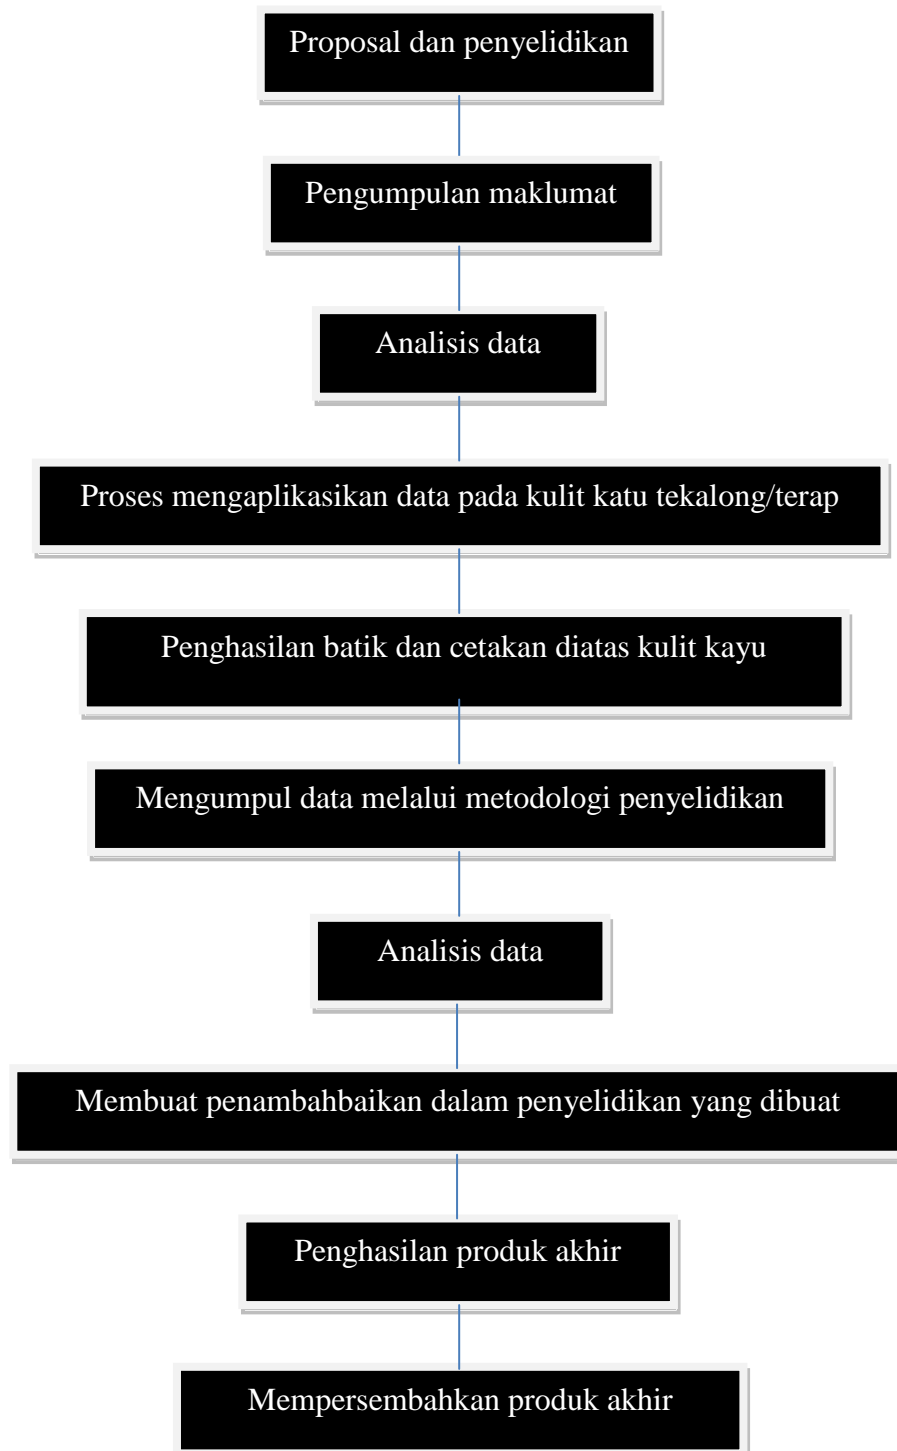 Proposal dan penyelidikan
Pengumpulan maklumat
Analisis data
Proses mengaplikasikan data pada kulit katu tekalong/terap
Penghasilan batik dan cetakan diatas kulit kayu
Mengumpul data melalui metodologi penyelidikan
Analisis data
Membuat penambahbaikan dalam penyelidikan yang dibuat
Penghasilan produk akhir
Mempersembahkan produk akhir